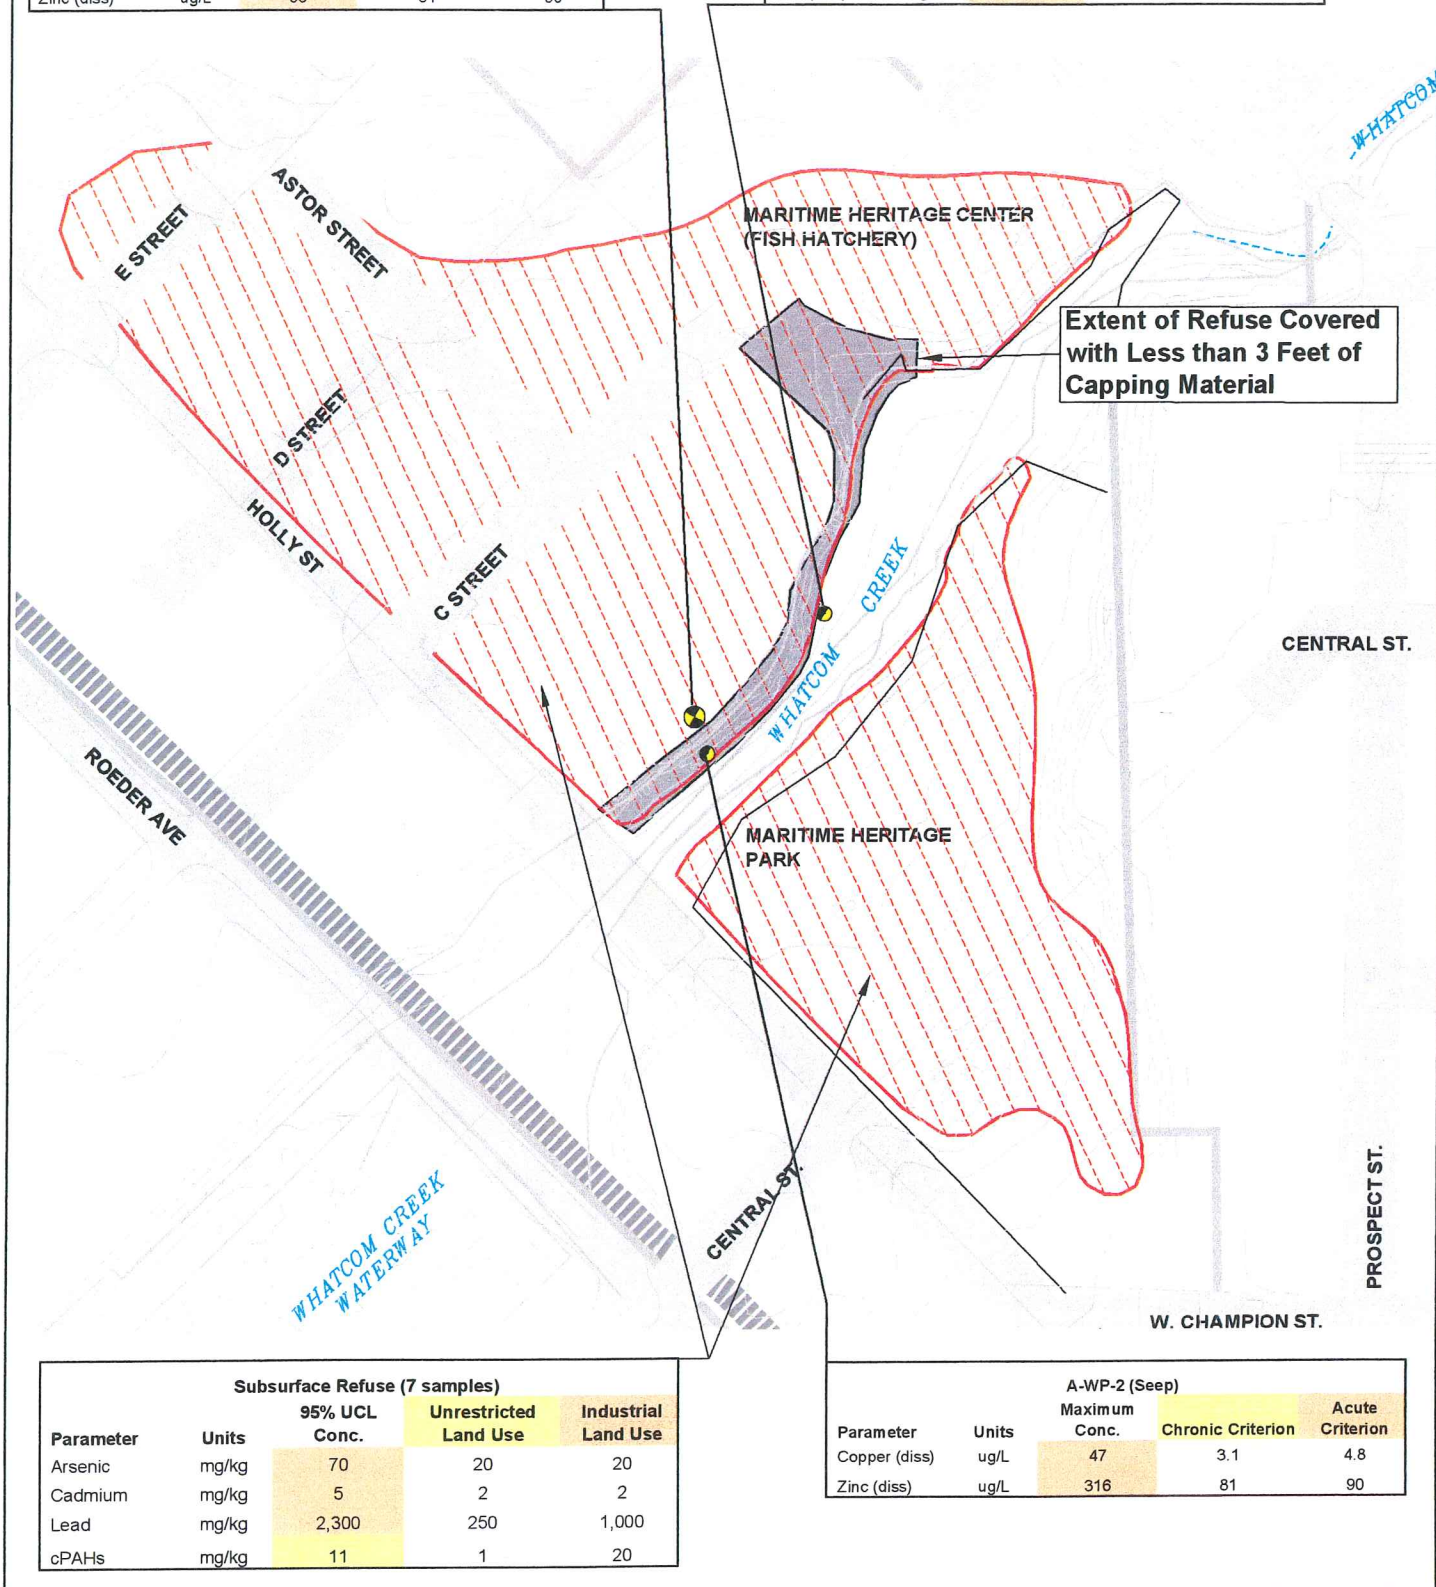 WHATCOM
ASTOR STREET
E STREET
MARITIME HERITAGE CENTER
(FISH HATCHERY)
Extent of Refuse Covered
with Less than 3 Feet of
Capping Material
D STREET
HOLLY ST
C STREET
WHATCOM CREEK
CENTRAL ST.
ROEDER AVE
MARITIME HERITAGE
PARK
WHATCOM CREEK
WATERWAY
CENTRAL ST.
PROSPECT ST.
W. CHAMPION ST.
Subsurface Refuse (7 samples)
Parameter Units 95% UCL Conc. Unrestricted Land Use Industrial Land Use
Arsenic mg/kg 70 20 20
Cadmium mg/kg 5 2 2
Lead mg/kg 2,300 250 1,000
cPAHs mg/kg 11 1 20
A-WP-2 (Seep)
Parameter Units Maximum Conc. Chronic Criterion Acute Criterion
Copper (diss) ug/L 47 3.1 4.8
Zinc (diss) ug/L 316 81 90